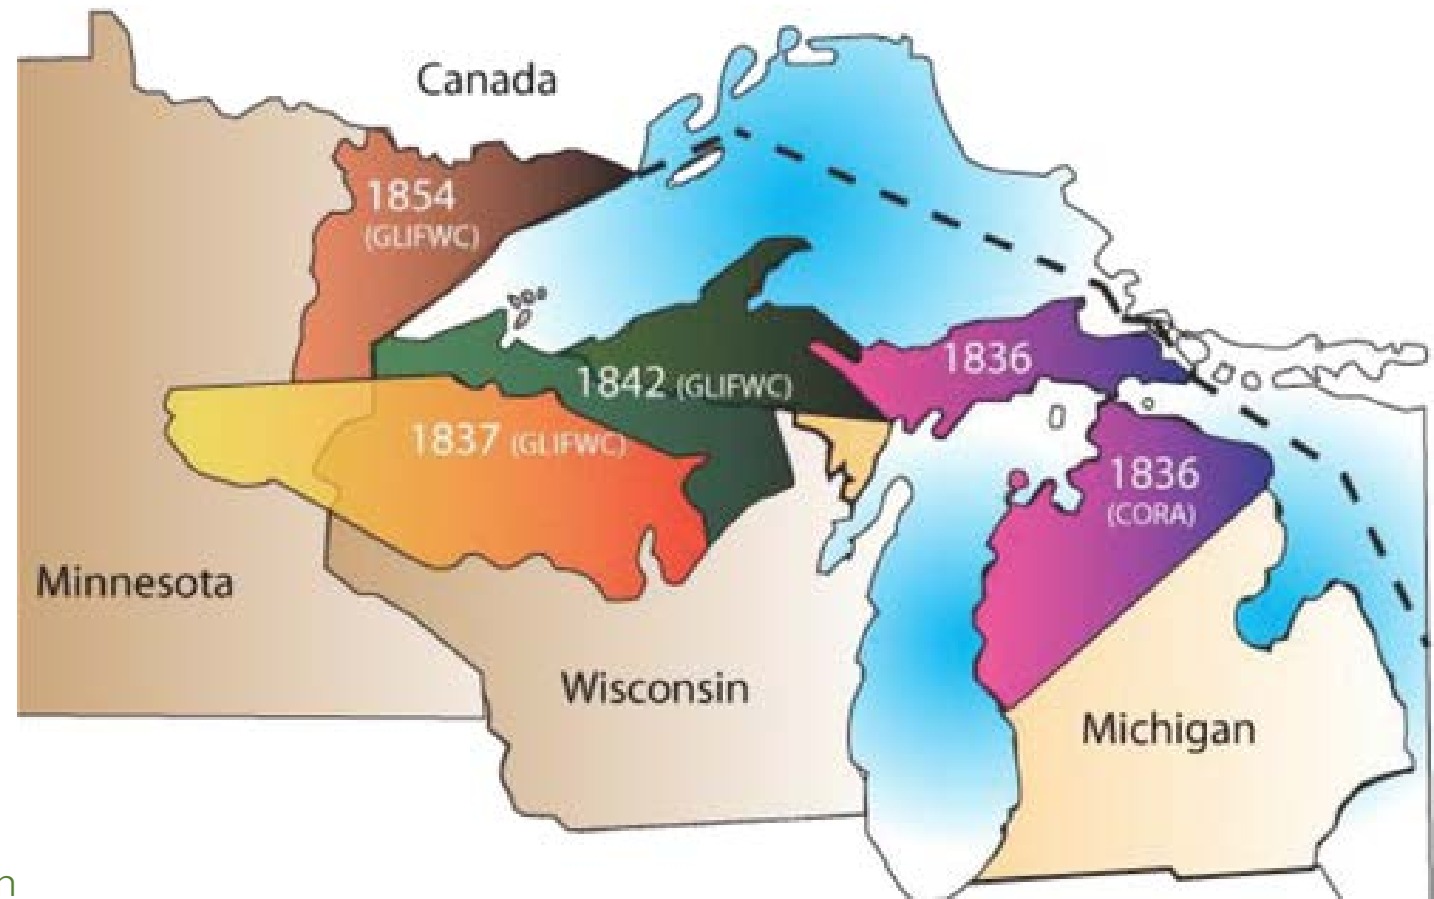 Canada
1854
(GLIFWC)
1836
1842 (GLIFWC)
1837 (GLIFWC)
1836
(CORA)
Minnesota
Wisconsin
Michigan
n